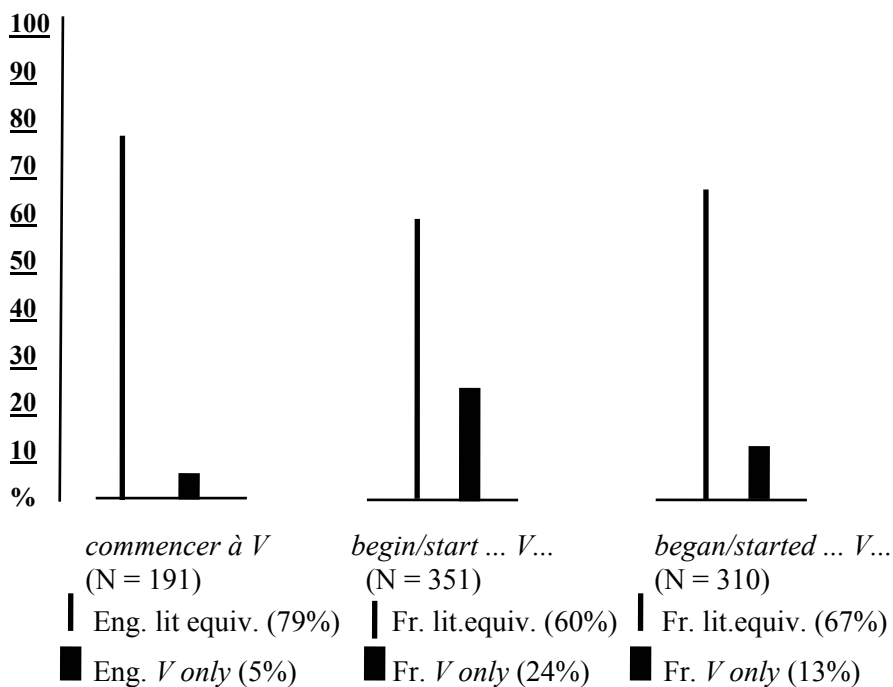 100
90
80
70
60
50
40
30
20
10
%
commencer à V begin/start ... V... began/started ... V...
(N = 191) (N = 351) (N = 310)
Eng. lit equiv. (79%) Fr. lit.equiv. (60%) Fr. lit.equiv. (67%)
Eng. V only (5%) Fr. V only (24%) Fr. V only (13%)